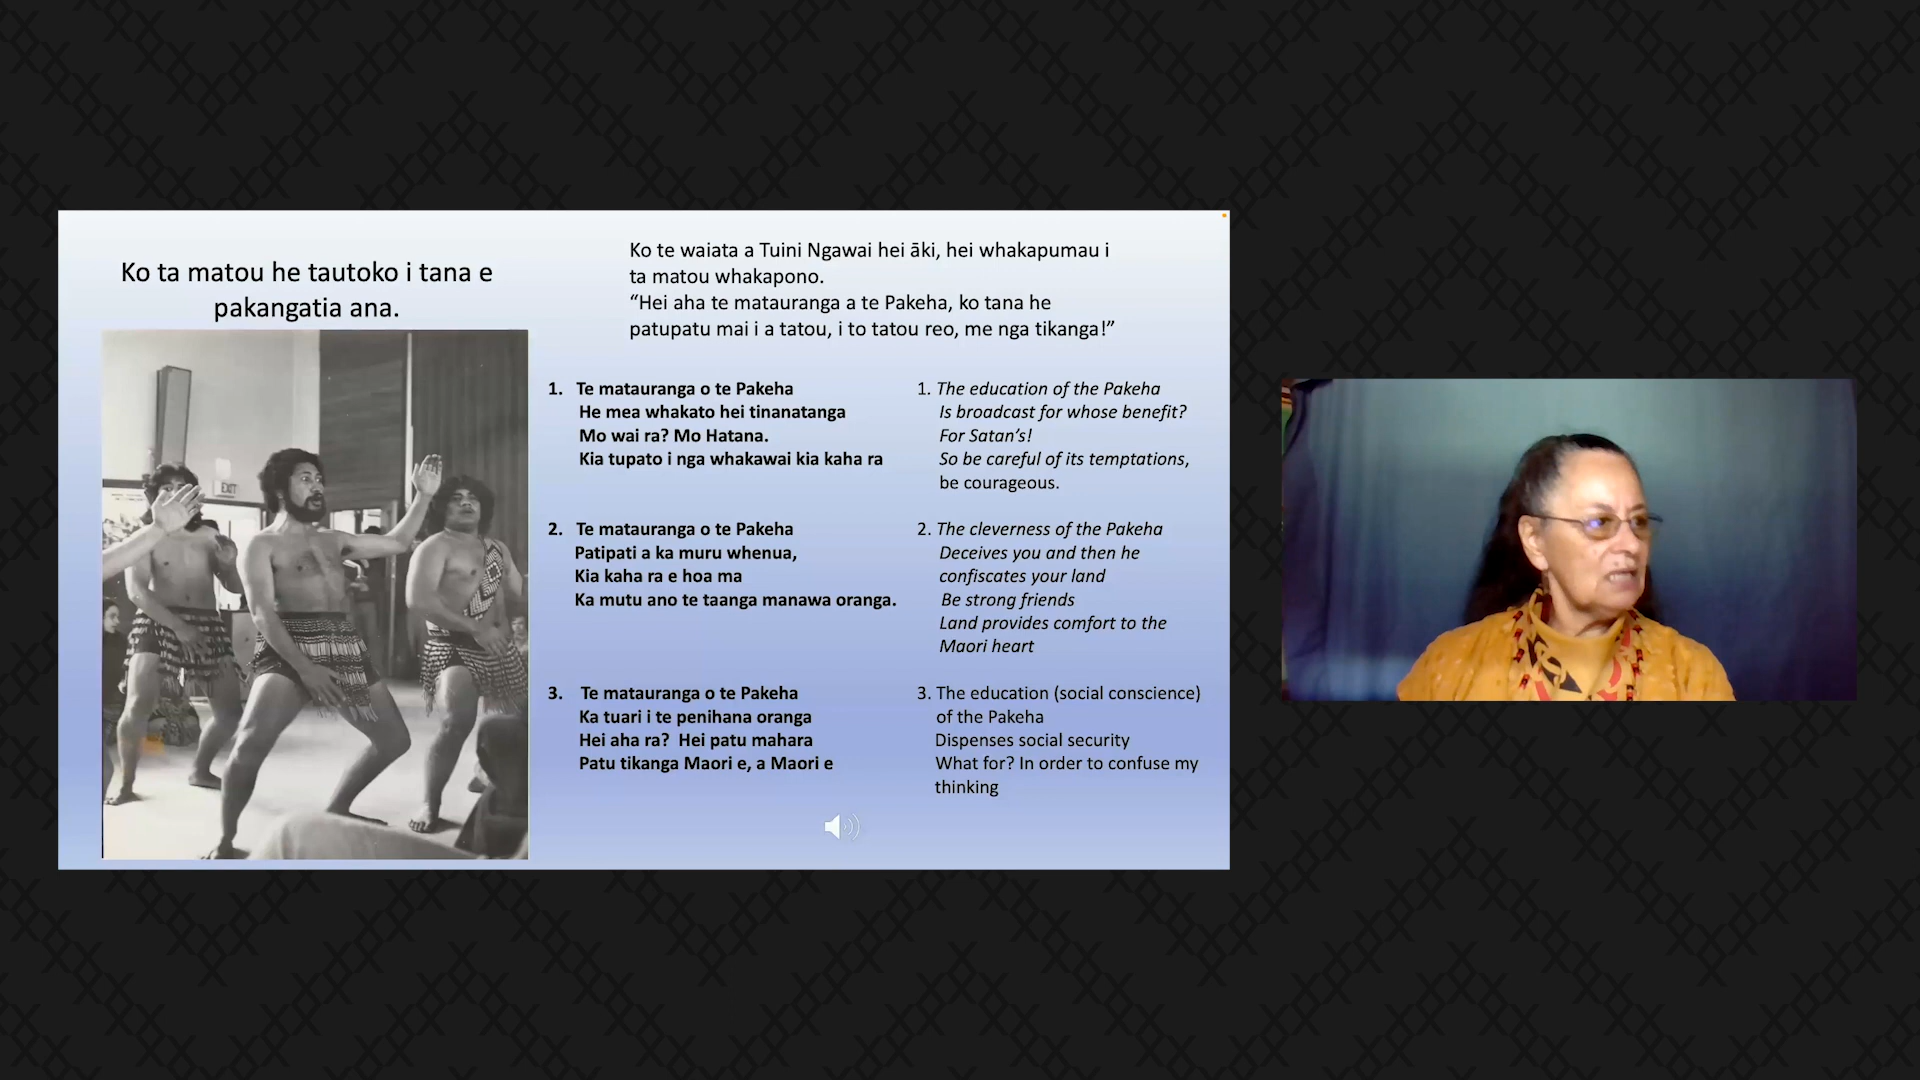 Ko ta matou he tautoko i tana e
pakangatia ana.
EXIT
Ko te waiata a Tuini Ngawai hei āki, hei whakapumau i
ta matou whakapono.
“Hei aha te matauranga a te Pakeha, ko tana he
patupatu mai i a tatou, i to tatou reo, me nga tikanga!”
1. Te matauranga o te Pakeha
He mea whakato hei tinanatanga
Mo wai ra? Mo Hatana.
Kia tupato i nga whakawai kia kaha ra
2. Te matauranga o te Pakeha
Patipati a ka muru whenua,
Kia kaha ra e hoa ma
Ka mutu ano te taanga manawa oranga.
3. Te matauranga o te Pakeha
Ka tuari i te penihana oranga
Hei aha ra? Hei patu mahara
Patu tikanga Maori e, a Maori e
1. The education of the Pakeha
Is broadcast for whose benefit?
For Satan’s!
So be careful of its temptations,
be courageous.
2. The cleverness of the Pakeha
Deceives you and then he
confiscates your land
Be strong friends
Land provides comfort to the
Maori heart
3. The education (social conscience)
of the Pakeha
Dispenses social security
What for? In order to confuse my
thinking